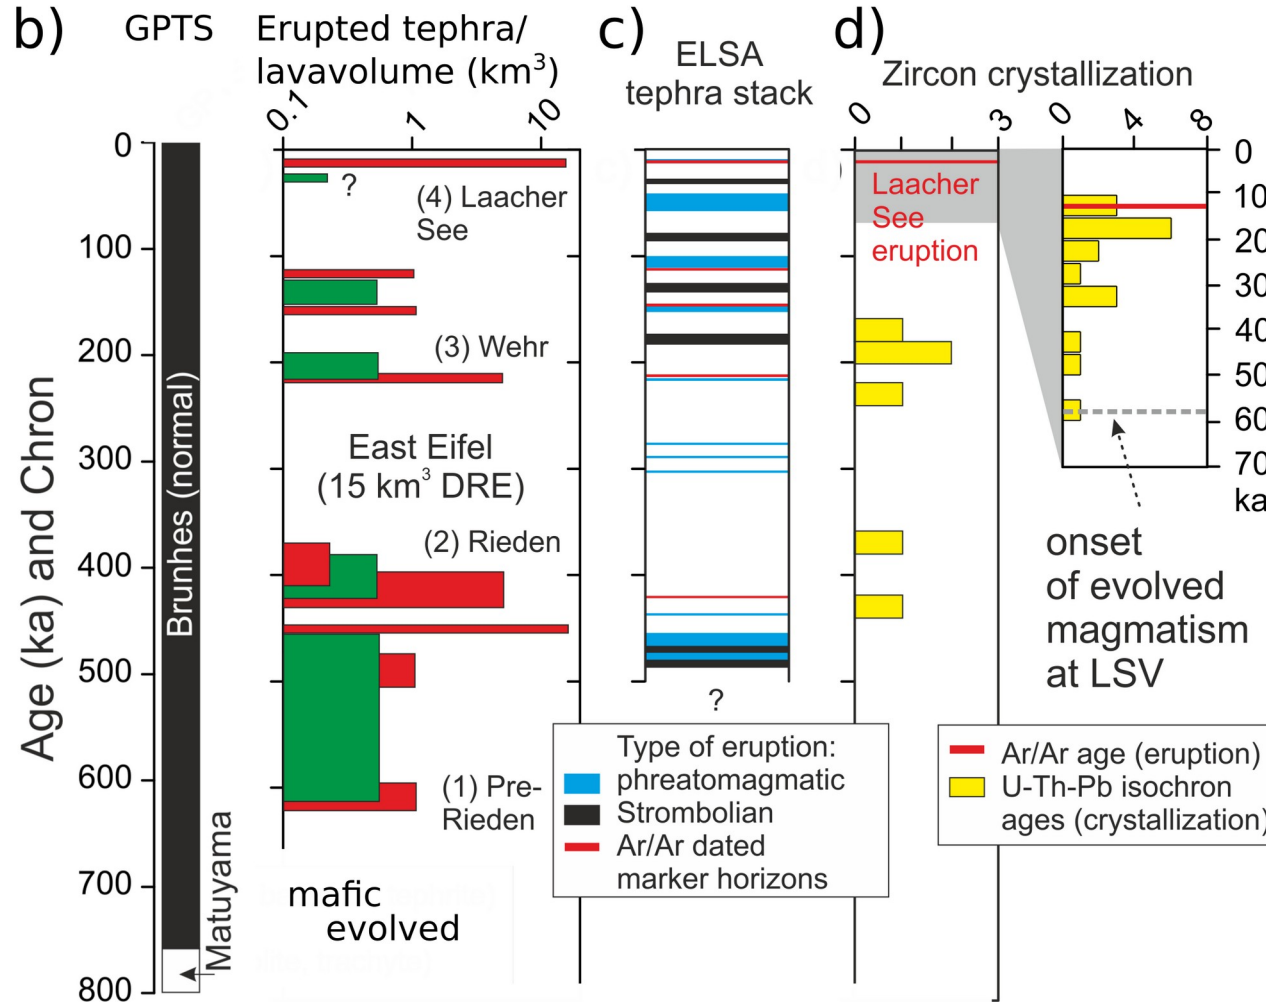 b)
GPTS
Erupted tephra/
lavavolume (km³)
0.1
1
10
c)
ELSA
tephra stack
d)
Zircon crystallization
0
2
3
0
4
8
Age (ka) and Chron
0
100
200
300
400
500
600
700
800
Brunhes (normal)
Matuyama
?
(4) Laacher
See
(3) Wehr
East Eifel
(15 km³ DRE)
(2) Rieden
(1) Pre-
Rieden
mafic
evolved
?
Type of eruption:
phreatomagmatic
Strombolian
Ar/Ar dated
marker horizons
Laacher
See
eruption
0
10
20
30
40
50
60
70
ka
onset
of evolved
magmatism
at LSV
Ar/Ar age (eruption)
U-Th-Pb isochron
ages (crystallization)